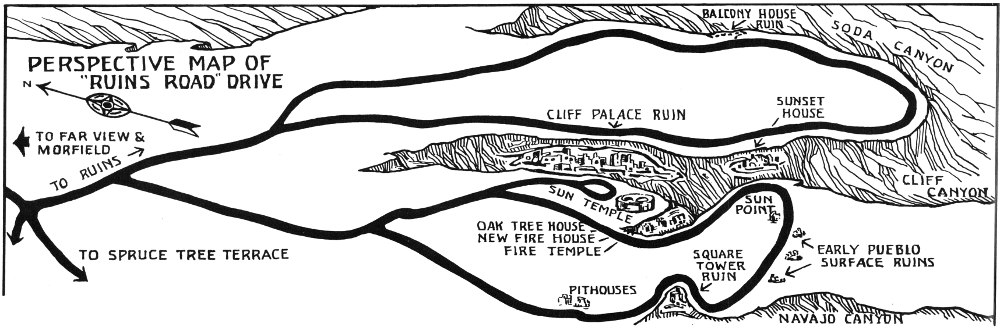 BALCONY HOUSE
RUIN
SODA CANYON
PERSPECTIVE MAP OF
"RUINS ROAD" DRIVE
N
TO FAR VIEW &
MORFIELD
TO RUINS
CLIFF PALACE RUIN
SUNSET
HOUSE
CLIFF
CANYON
SUN TEMPLE
SUN
POINT
OAK TREE HOUSE
NEW FIRE HOUSE
FIRE TEMPLE
TO SPRUCE TREE TERRACE
SQUARE
TOWER
RUIN
EARLY PUEBLO
SURFACE RUINS
PITHOUSES
NAVAJO CANYON